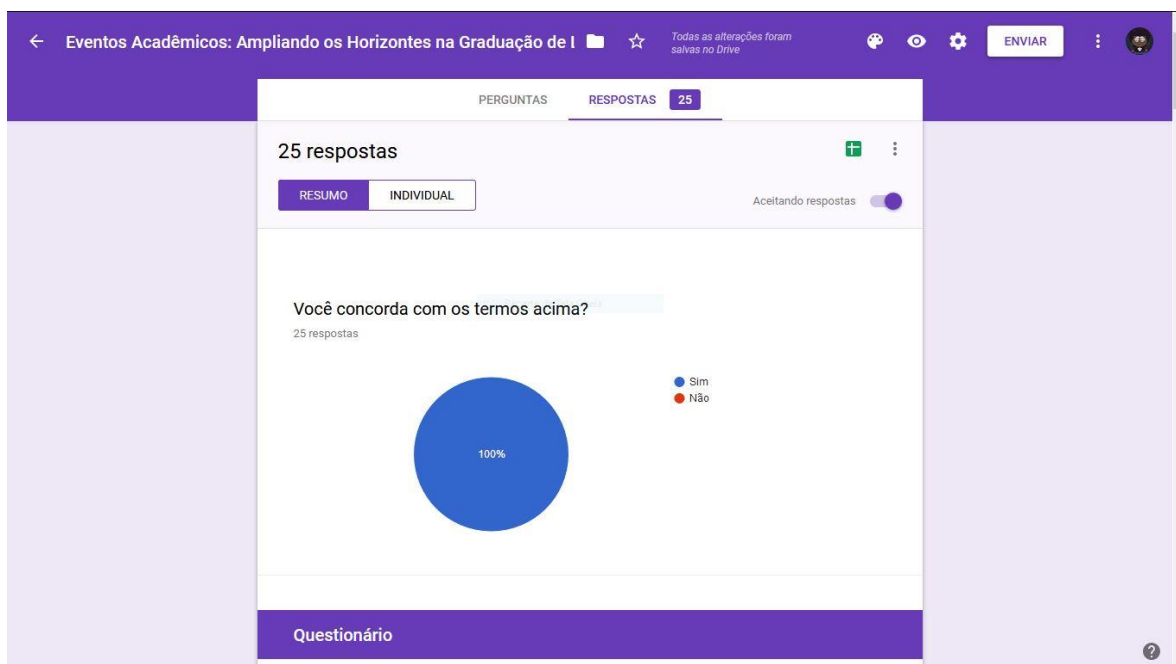 Eventos Acadêmicos: Ampliando os Horizontes na Graduação de L
Todas as alterações foram
salvas no Drive
ENVIAR
PERGUNTAS
RESPOSTAS 25
25 respostas
RESUMO
INDIVIDUAL
Aceitando respostas
Você concorda com os termos acima?
25 respostas
Sim
Não
100%
Questionário